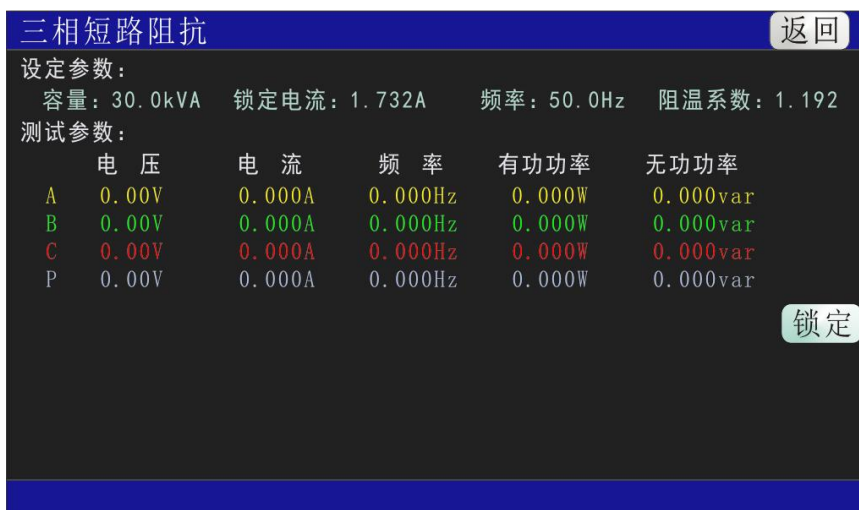 三相短路阻抗 返回
设定参数：
容量：30.0kVA 锁定电流：1.732A 频率：50.0Hz 阻温系数：1.192
测试参数：
电 压 电 流 频 率 有功功率 无功功率
A 0.00V 0.000A 0.000Hz 0.000W 0.000var
B 0.00V 0.000A 0.000Hz 0.000W 0.000var
C 0.00V 0.000A 0.000Hz 0.000W 0.000var
P 0.00V 0.000A 0.000Hz 0.000W 0.000var
锁定